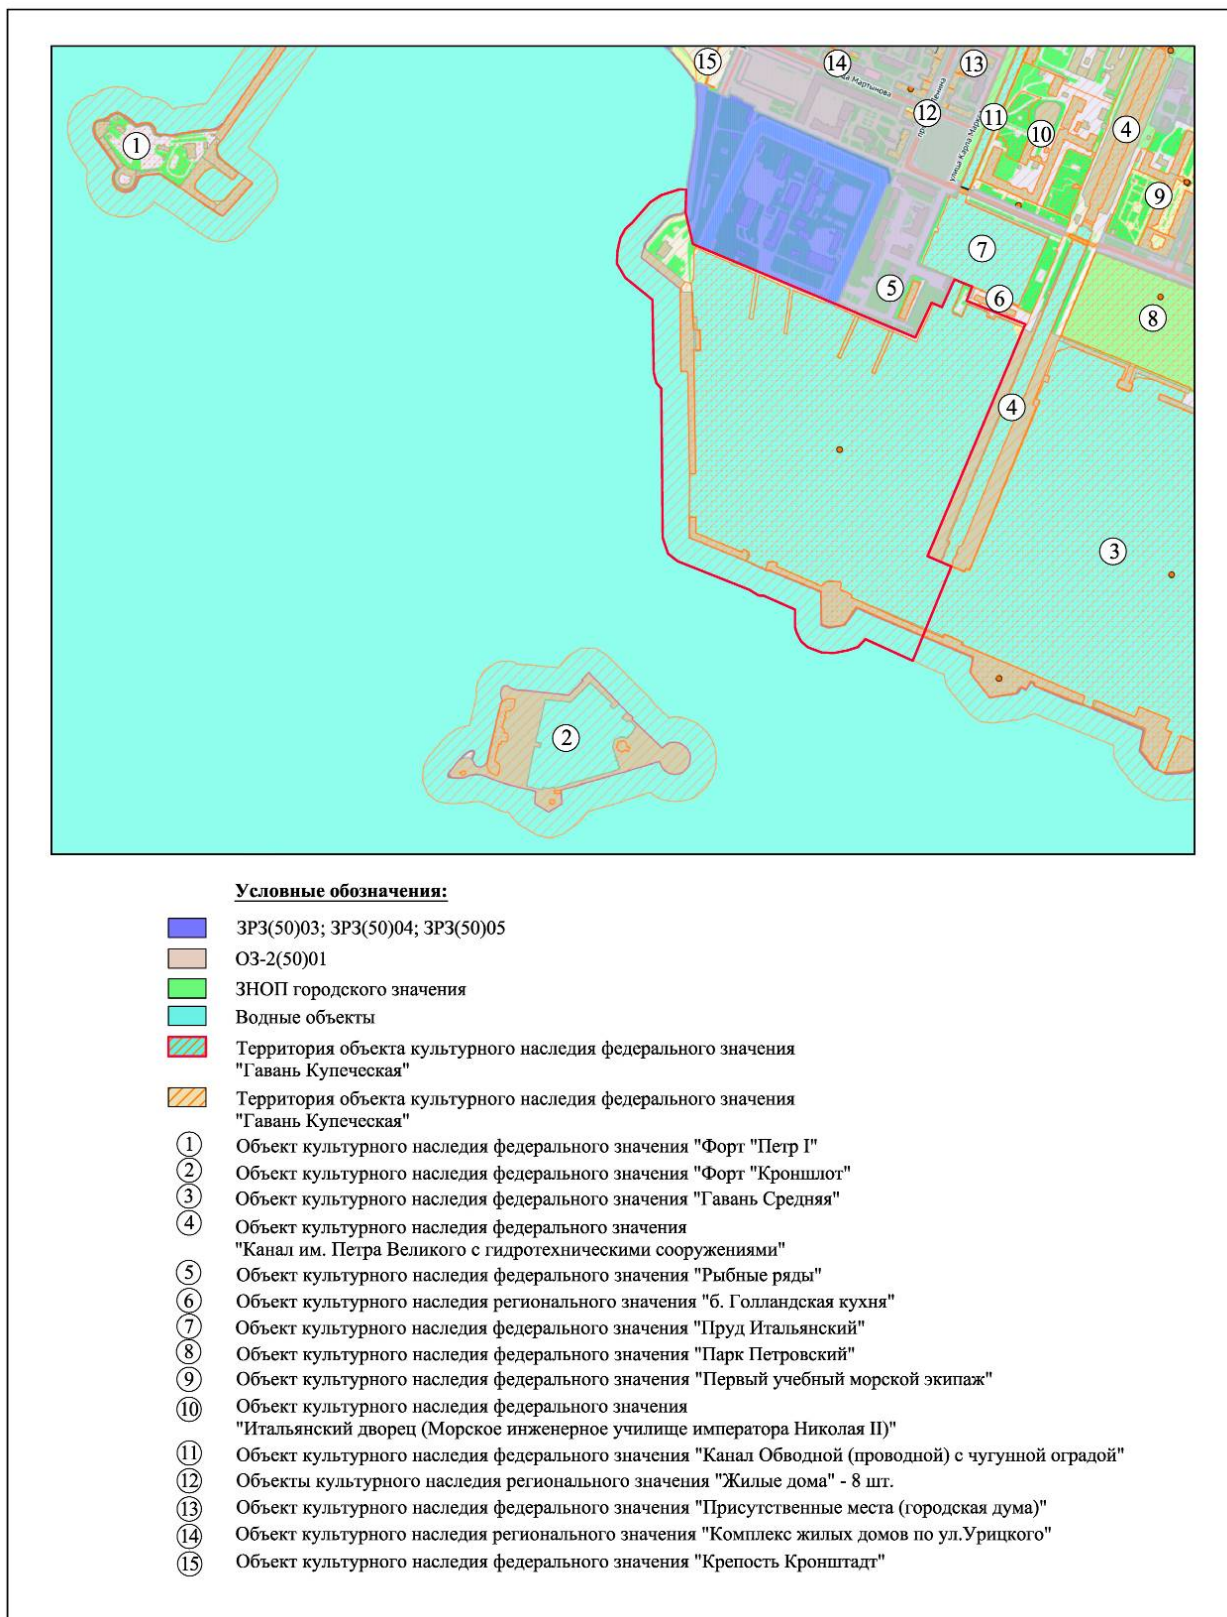 15
14
13
ца Мартынова
12
11
улица Карла Маркса
10
4
1
9
7
5
6
8
4
3
2
Условные обозначения:
ЗРЗ(50)03; ЗРЗ(50)04; ЗРЗ(50)05
ОЗ-2(50)01
ЗНОП городского значения
Водные объекты
Территория объекта культурного наследия федерального значения
"Гавань Купеческая"
Территория объекта культурного наследия федерального значения
"Гавань Купеческая"
1 Объект культурного наследия федерального значения "Форт "Петр I"
2 Объект культурного наследия федерального значения "Форт "Кроншлот"
3 Объект культурного наследия федерального значения "Гавань Средняя"
4 Объект культурного наследия федерального значения
"Канал им. Петра Великого с гидротехническими сооружениями"
5 Объект культурного наследия федерального значения "Рыбные ряды"
6 Объект культурного наследия регионального значения "б. Голландская кухня"
7 Объект культурного наследия федерального значения "Пруд Итальянский"
8 Объект культурного наследия федерального значения "Парк Петровский"
9 Объект культурного наследия федерального значения "Первый учебный морской экипаж"
10 Объект культурного наследия федерального значения
"Итальянский дворец (Морское инженерное училище императора Николая II)"
11 Объект культурного наследия федерального значения "Канал Обводной (проводной) с чугунной оградой"
12 Объекты культурного наследия регионального значения "Жилые дома" - 8 шт.
13 Объект культурного наследия федерального значения "Присутственные места (городская дума)"
14 Объект культурного наследия регионального значения "Комплекс жилых домов по ул.Урицкого"
15 Объект культурного наследия федерального значения "Крепость Кронштадт"